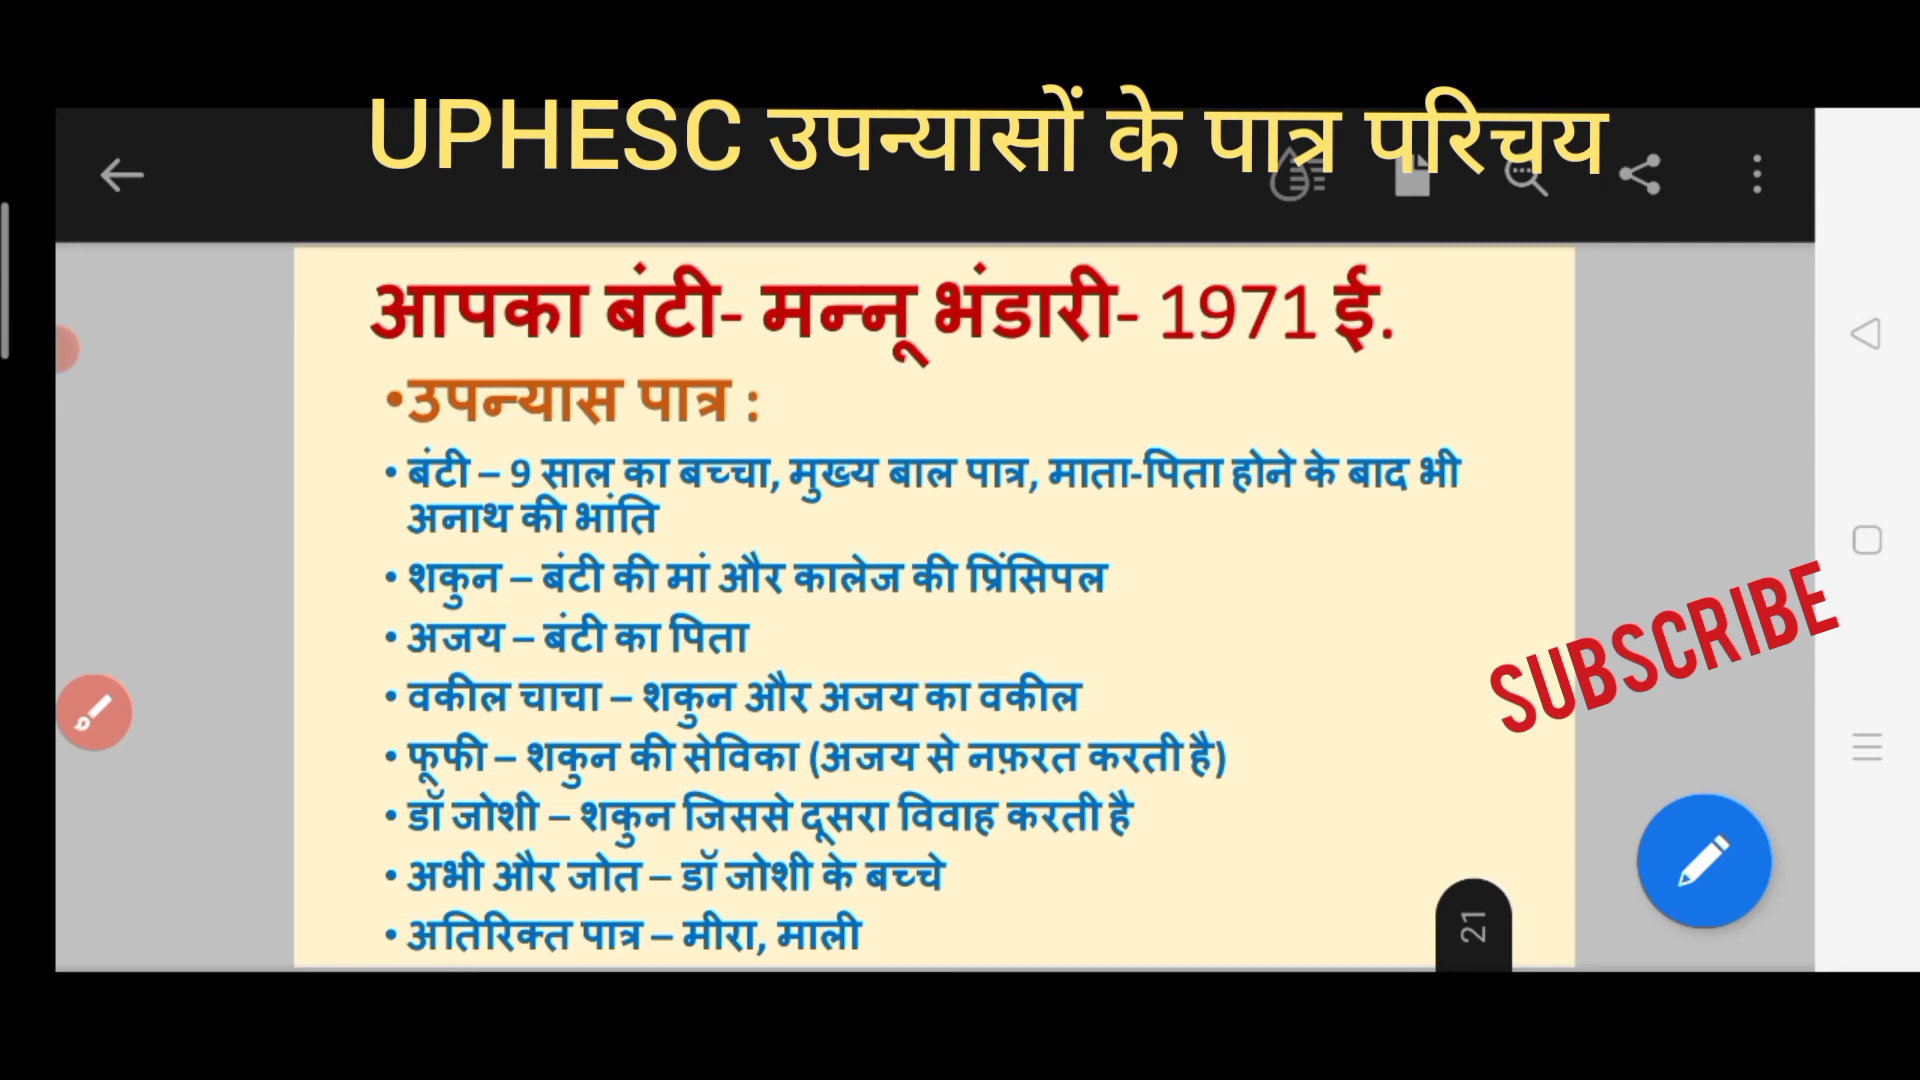 UPHESC उपन्यासों के पात्र परिचय
आपका बंटी- मन्नू भंडारी- 1971 ई.
•उपन्यास पात्र :
• बंटी – 9 साल का बच्चा, मुख्य बाल पात्र, माता-पिता होने के बाद भी
अनाथ की भांति
• शकुन – बंटी की मां और कालेज की प्रिंसिपल
• अजय – बंटी का पिता
• वकील चाचा – शकुन और अजय का वकील
• फूफी – शकुन की सेविका (अजय से नफ़रत करती है)
• डॉ जोशी – शकुन जिससे दूसरा विवाह करती है
• अभी और जोत – डॉ जोशी के बच्चे
• अतिरिक्त पात्र – मीरा, माली
SUBSCRIBE
21